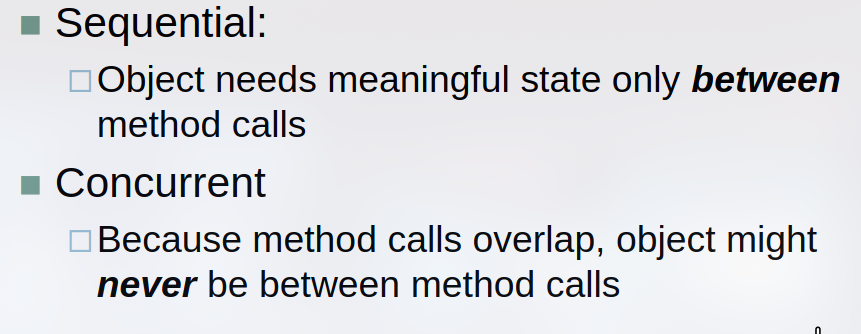 Sequential:
Object needs meaningful state only between
method calls
Concurrent
Because method calls overlap, object might
never be between method calls